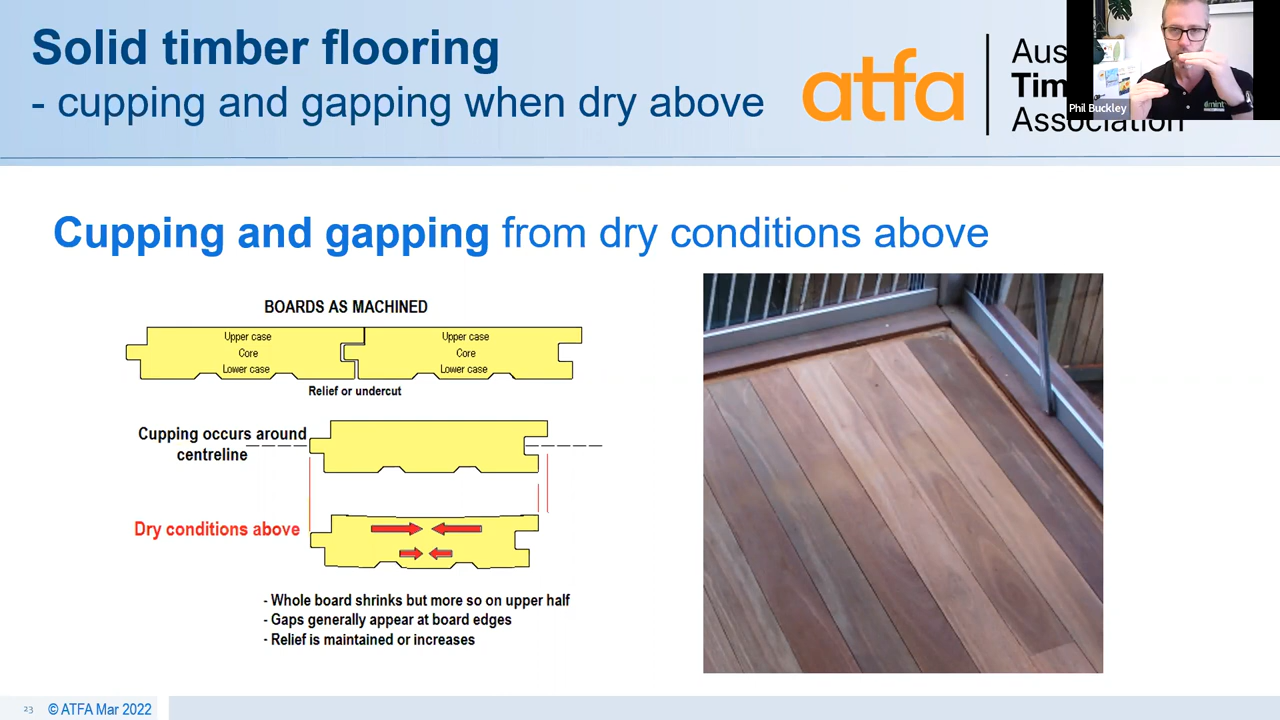 Solid timber flooring
- cupping and gapping when dry above
atfa
Aus
Tim
Association
Phil Buckley
mint
Cupping and gapping from dry conditions above
BOARDS AS MACHINED
Upper case
Core
Lower case
Upper case
Core
Lower case
Relief or undercut
Cupping occurs around
centreline
Dry conditions above
- Whole board shrinks but more so on upper half
- Gaps generally appear at board edges
- Relief is maintained or increases
23
© ATFA Mar 2022